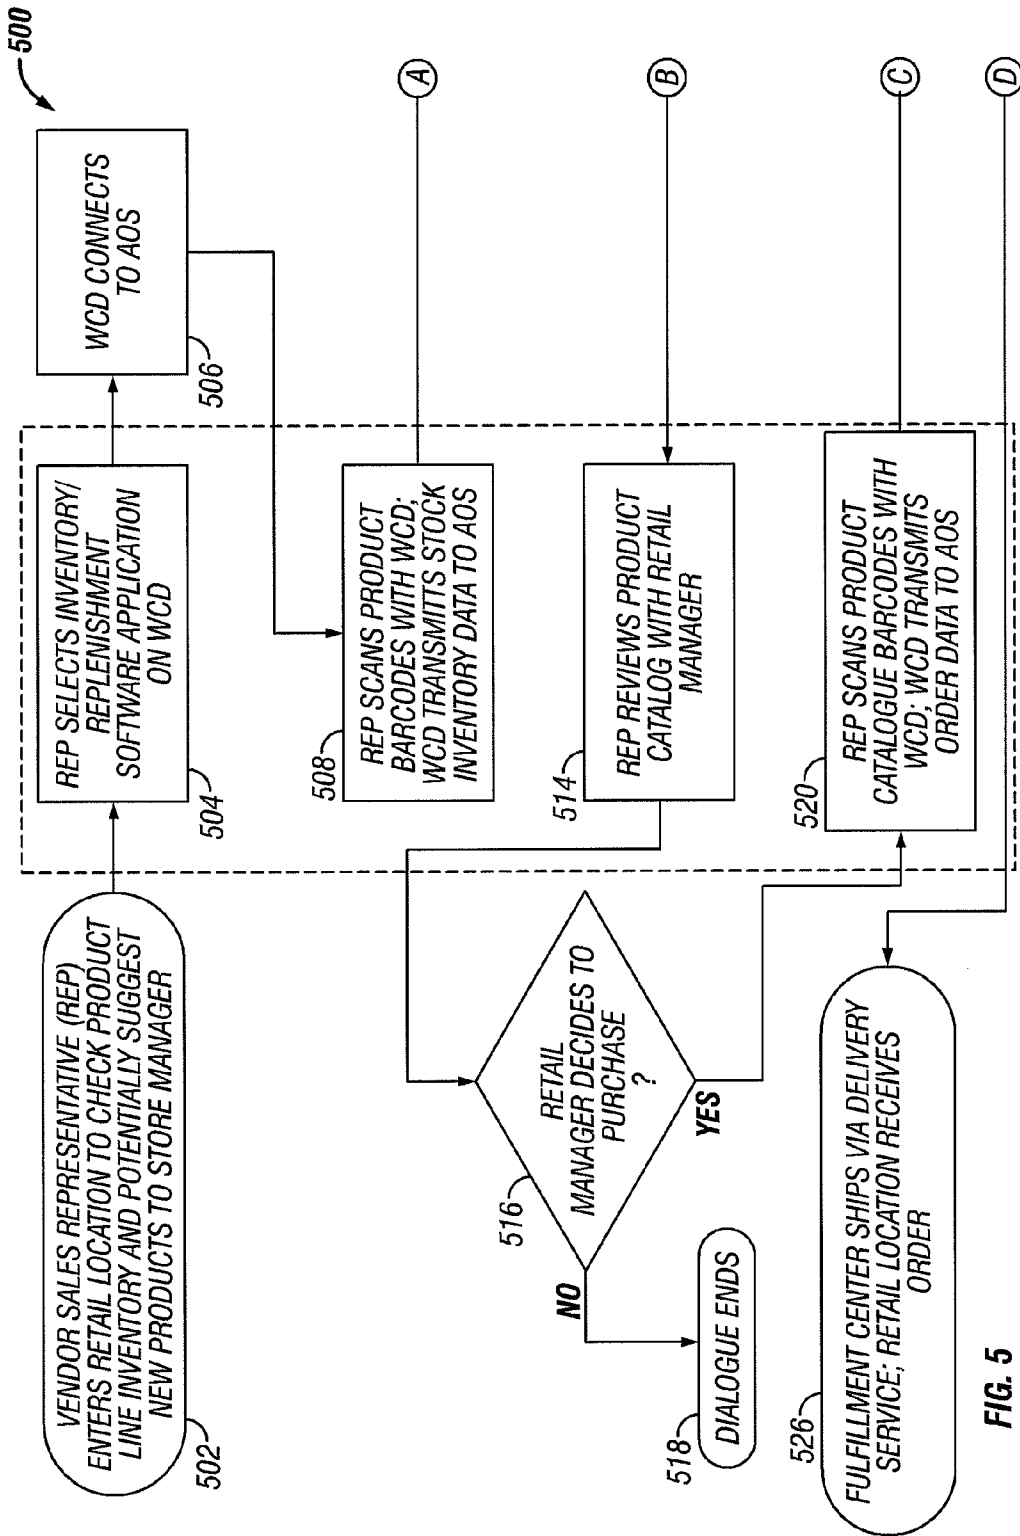 500
VENDOR SALES REPRESENTATIVE (REP)
ENTERS RETAIL LOCATION TO CHECK PRODUCT
LINE INVENTORY AND POTENTIALLY SUGGEST
NEW PRODUCTS TO STORE MANAGER
502
REP SELECTS INVENTORY/
REPLENISHMENT
SOFTWARE APPLICATION
ON WCD
504
WCD CONNECTS
TO AOS
506
REP SCANS PRODUCT
BARCODES WITH WCD;
WCD TRANSMITS STOCK
INVENTORY DATA TO AOS
508
A
REP REVIEWS PRODUCT
CATALOG WITH RETAIL
MANAGER
514
B
RETAIL
MANAGER DECIDES TO
PURCHASE
?
516
NO
YES
DIALOGUE ENDS
518
REP SCANS PRODUCT
CATALOGUE BARCODES WITH
WCD; WCD TRANSMITS
ORDER DATA TO AOS
520
C
FULFILLMENT CENTER SHIPS VIA DELIVERY
SERVICE; RETAIL LOCATION RECEIVES
ORDER
526
D
FIG. 5